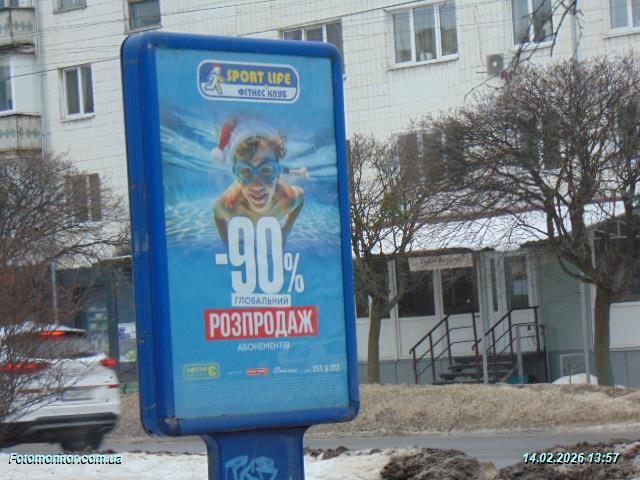 SPORT LIFE
ФІТНЕС КЛУБ
-90%
ГЛОБАЛЬНИЙ
РОЗПРОДАЖ
АБОНЕМЕНТІВ
Fotomonitor.com.ua
14.02.2026 13:57